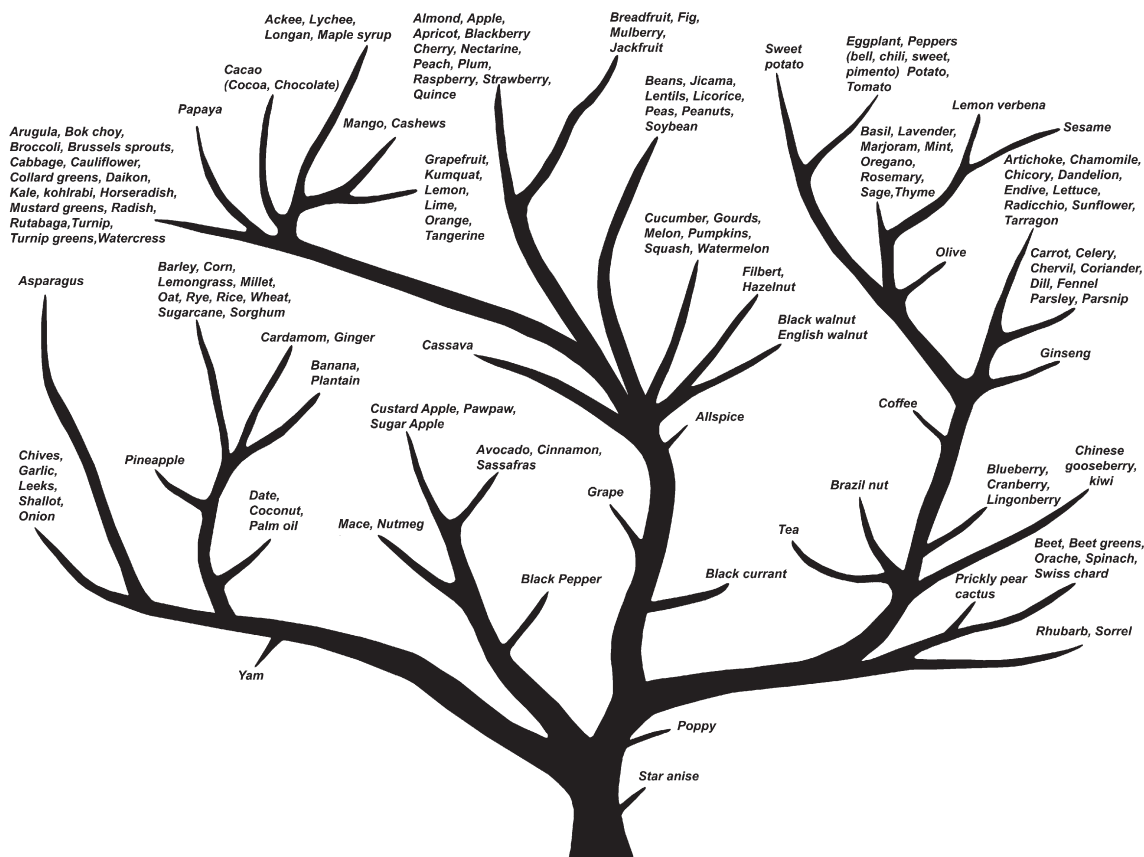 Ackee, Lychee,
Longan, Maple syrup
Almond, Apple,
Apricot, Blackberry
Cherry, Nectarine,
Peach, Plum,
Raspberry, Strawberry,
Quince
Breadfruit, Fig,
Mulberry,
Jackfruit
Sweet
potato
Eggplant, Peppers
(bell, chili, sweet,
pimento) Potato,
Tomato
Cacao
(Cocoa, Chocolate)
Papaya
Mango, Cashews
Beans, Jicama,
Lentils, Licorice,
Peas, Peanuts,
Soybean
Lemon verbena
Sesame
Arugula, Bok choy,
Broccoli, Brussels sprouts,
Cabbage, Cauliflower,
Collard greens, Daikon,
Kale, kohlrabi, Horseradish,
Mustard greens, Radish,
Rutabaga,Turnip,
Turnip greens,Watercress
Grapefruit,
Kumquat,
Lemon,
Lime,
Orange,
Tangerine
Basil, Lavender,
Marjoram, Mint,
Oregano,
Rosemary,
Sage,Thyme
Artichoke, Chamomile,
Chicory, Dandelion,
Endive, Lettuce,
Radicchio, Sunflower,
Tarragon
Cucumber, Gourds,
Melon, Pumpkins,
Squash, Watermelon
Olive
Carrot, Celery,
Chervil, Coriander,
Dill, Fennel
Parsley, Parsnip
Asparagus
Barley, Corn,
Lemongrass, Millet,
Oat, Rye, Rice, Wheat,
Sugarcane, Sorghum
Filbert,
Hazelnut
Cardamom, Ginger
Cassava
Black walnut
English walnut
Ginseng
Banana,
Plantain
Custard Apple, Pawpaw,
Sugar Apple
Allspice
Coffee
Chives,
Garlic,
Leeks,
Shallot,
Onion
Pineapple
Avocado, Cinnamon,
Sassafras
Chinese
gooseberry,
kiwi
Blueberry,
Cranberry,
Lingonberry
Date,
Coconut,
Palm oil
Grape
Brazil nut
Mace, Nutmeg
Tea
Beet, Beet greens,
Orache, Spinach,
Swiss chard
Black Pepper
Black currant
Prickly pear
cactus
Rhubarb, Sorrel
Yam
Poppy
Star anise